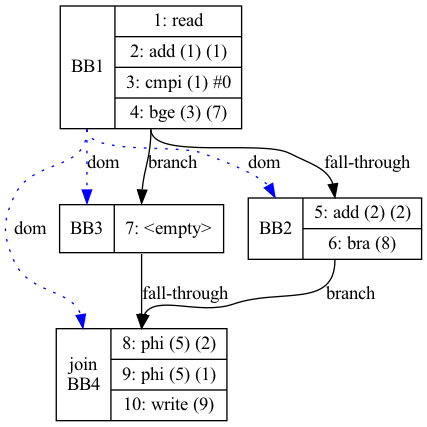 BB1
1: read
2: add (1) (1)
3: cmpi (1) #0
4: bge (3) (7)
dom
branch
dom
fall-through
BB3
7: <empty>
BB2
5: add (2) (2)
6: bra (8)
dom
fall-through
branch
join
BB4
8: phi (5) (2)
9: phi (5) (1)
10: write (9)